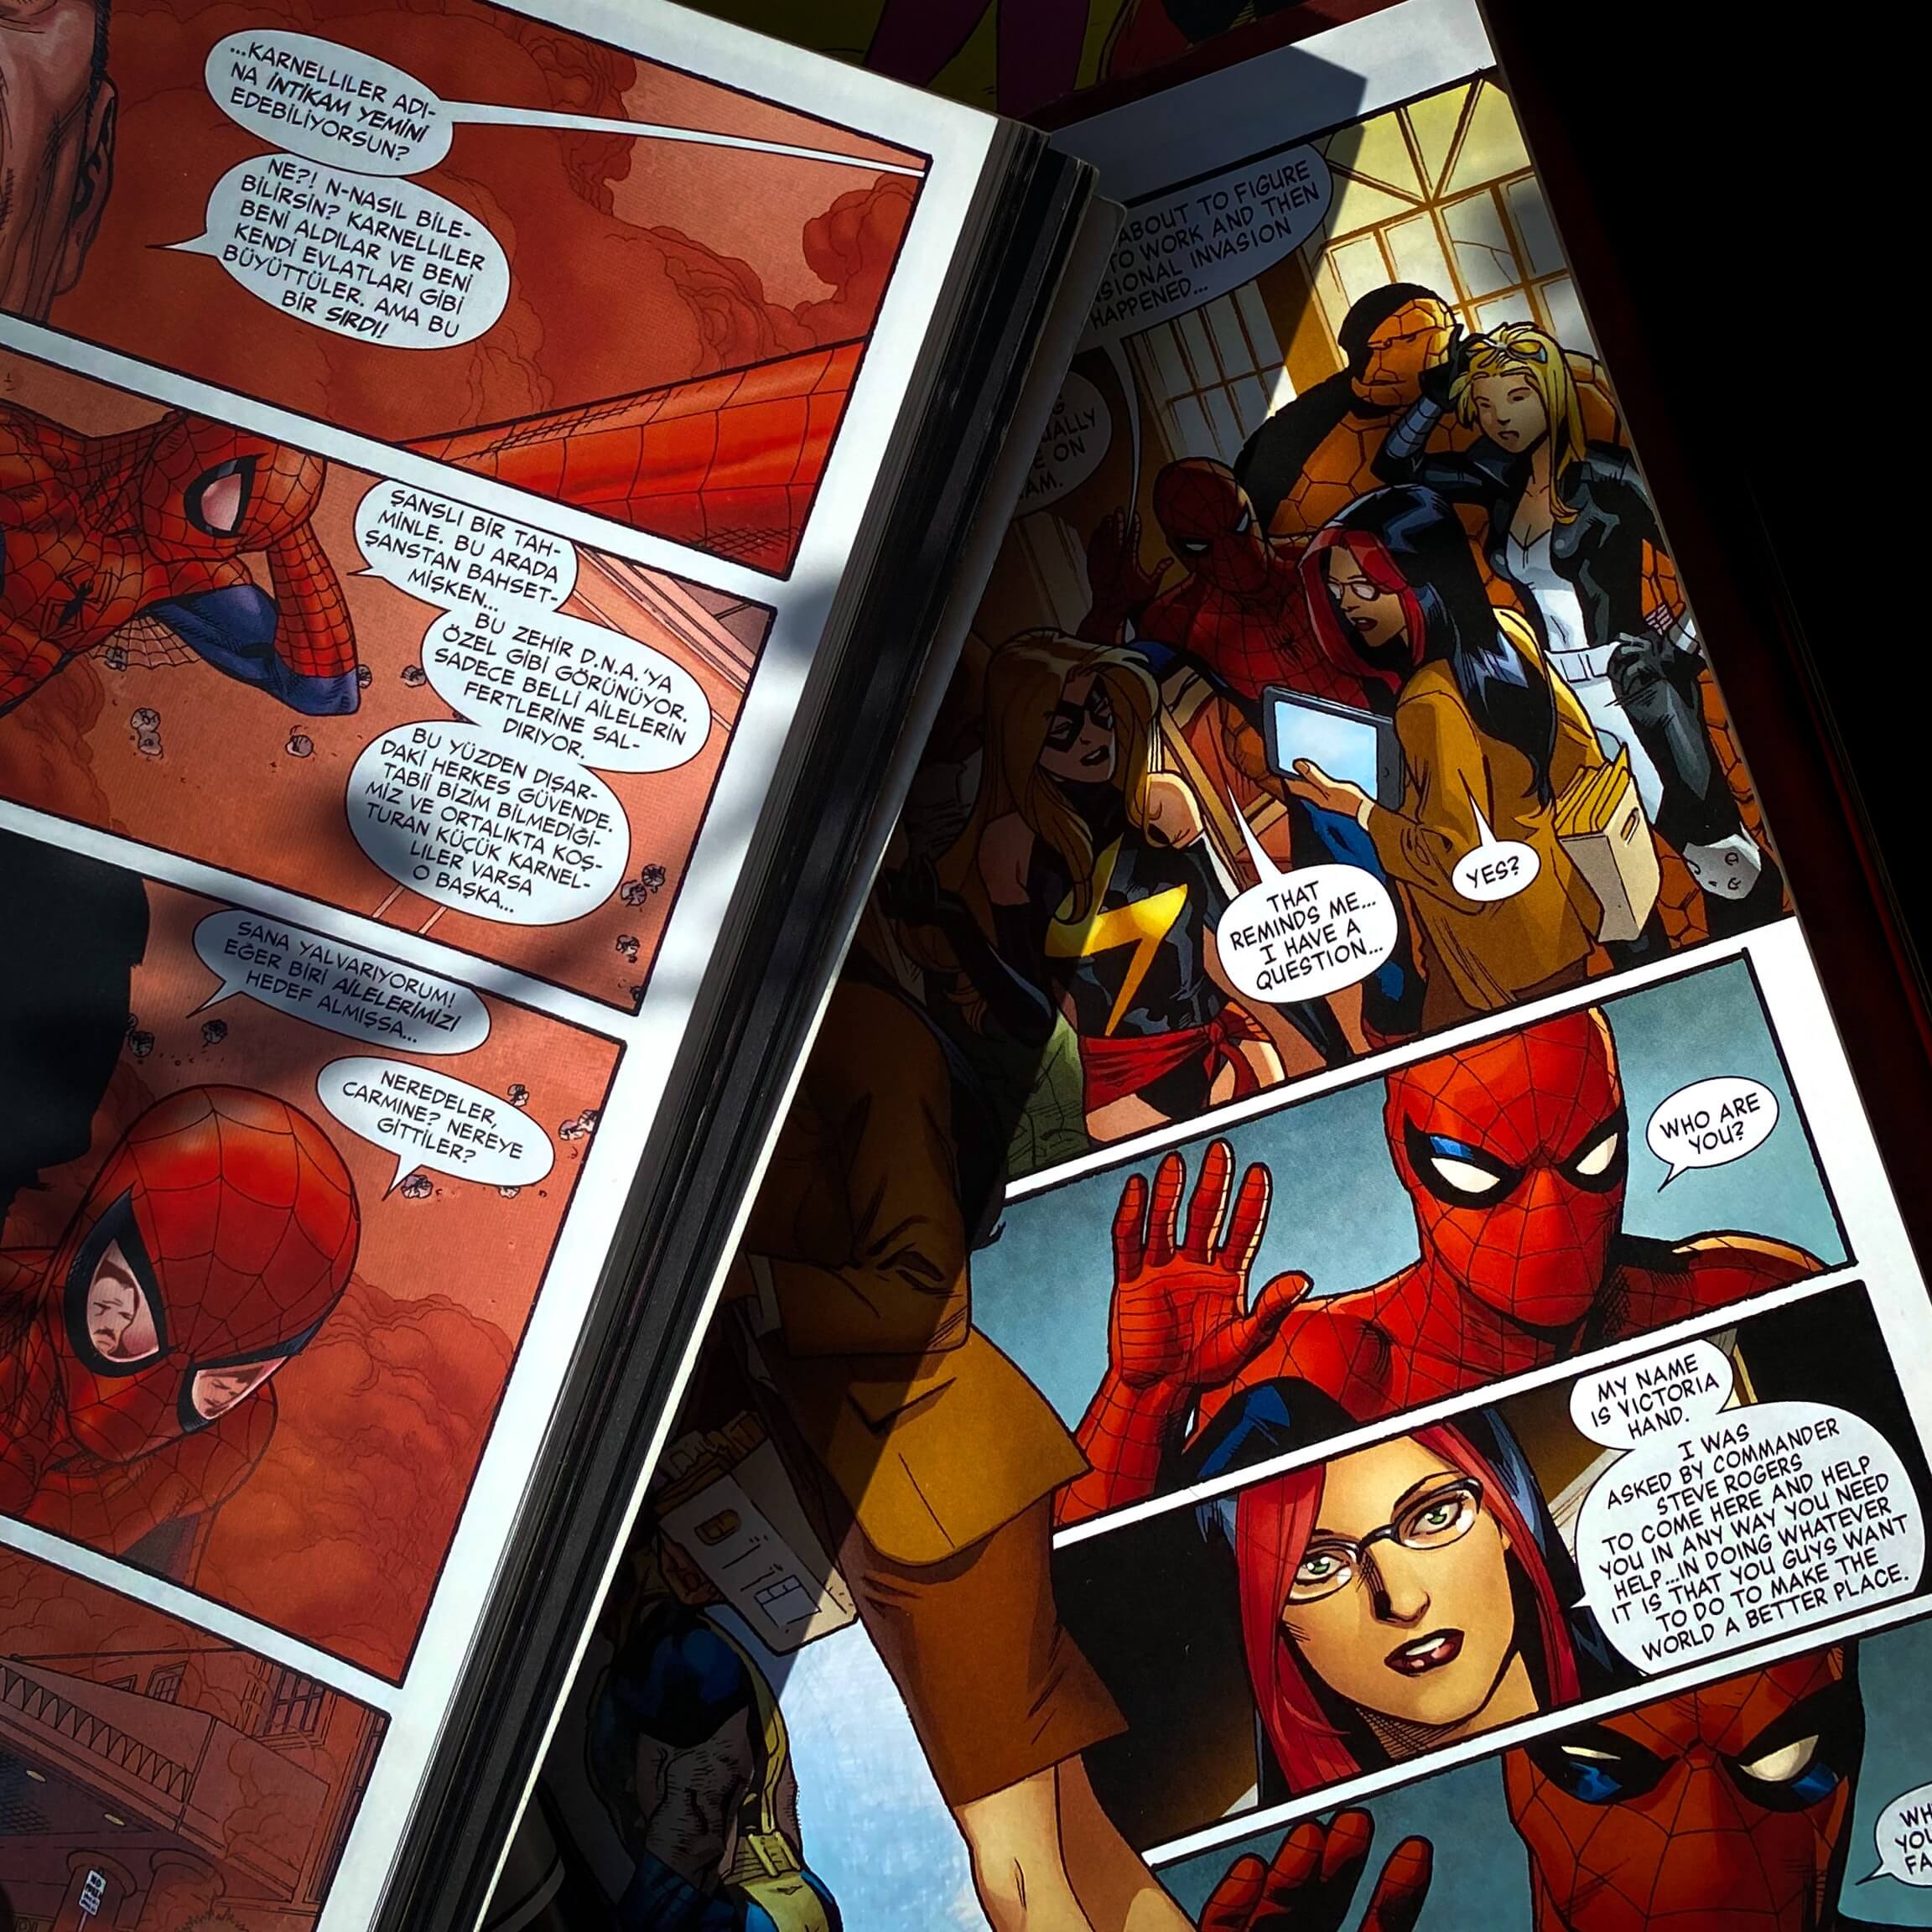 ...KARNELLILER ADI-
NA İNTİKAM YEMİNİ
EDEBİLİYORSUN?
NE?! N-NASIL BİLE-
BİLİRSİN? KARNELLİLER
BENİ ALDILAR VE BENİ
KENDİ EVLATLARI GİBİ
BÜYÜTTÜLER. AMA BU
BİR SIRDI!
ŞANSLI BİR TAH-
MİNLE. BU ARADA
ŞANSTAN BAHSET-
MİŞKEN...
BU ZEHİR D.N.A.'YA
ÖZEL GİBİ GÖRÜNÜYOR.
SADECE BELLİ AİLELERİN
FERTLERİNE SAL-
DIRIYOR.
BU YÜZDEN DIŞAR-
DAKİ HERKES GÜVENDE.
TABİİ BİZİM BİLMEDİĞİ-
MİZ VE ORTALIKTA KOŞ-
TURAN KÜÇÜK KARNEL-
LİLER VARSA
O BAŞKA...
SANA YALVARIYORUM!
EĞER BİRİ AİLELERİMİZİ
HEDEF ALMIŞSA...
NEREDELER,
CARMINE? NEREYE
GİTTİLER?
ABOUT TO FIGURE
TO WORK AND THEN
INVASION
HAPPENED...
E ON
THAT
REMINDS ME...
I HAVE A
QUESTION...
YES?
WHO ARE
YOU?
MY NAME
IS VICTORIA
HAND.
I WAS
ASKED BY COMMANDER
STEVE ROGERS
TO COME HERE AND HELP
YOU IN ANY WAY YOU NEED
HELP...IN DOING WHATEVER
IT IS THAT YOU GUYS WANT
TO DO TO MAKE THE
WORLD A BETTER PLACE.
WH
YOU
FA